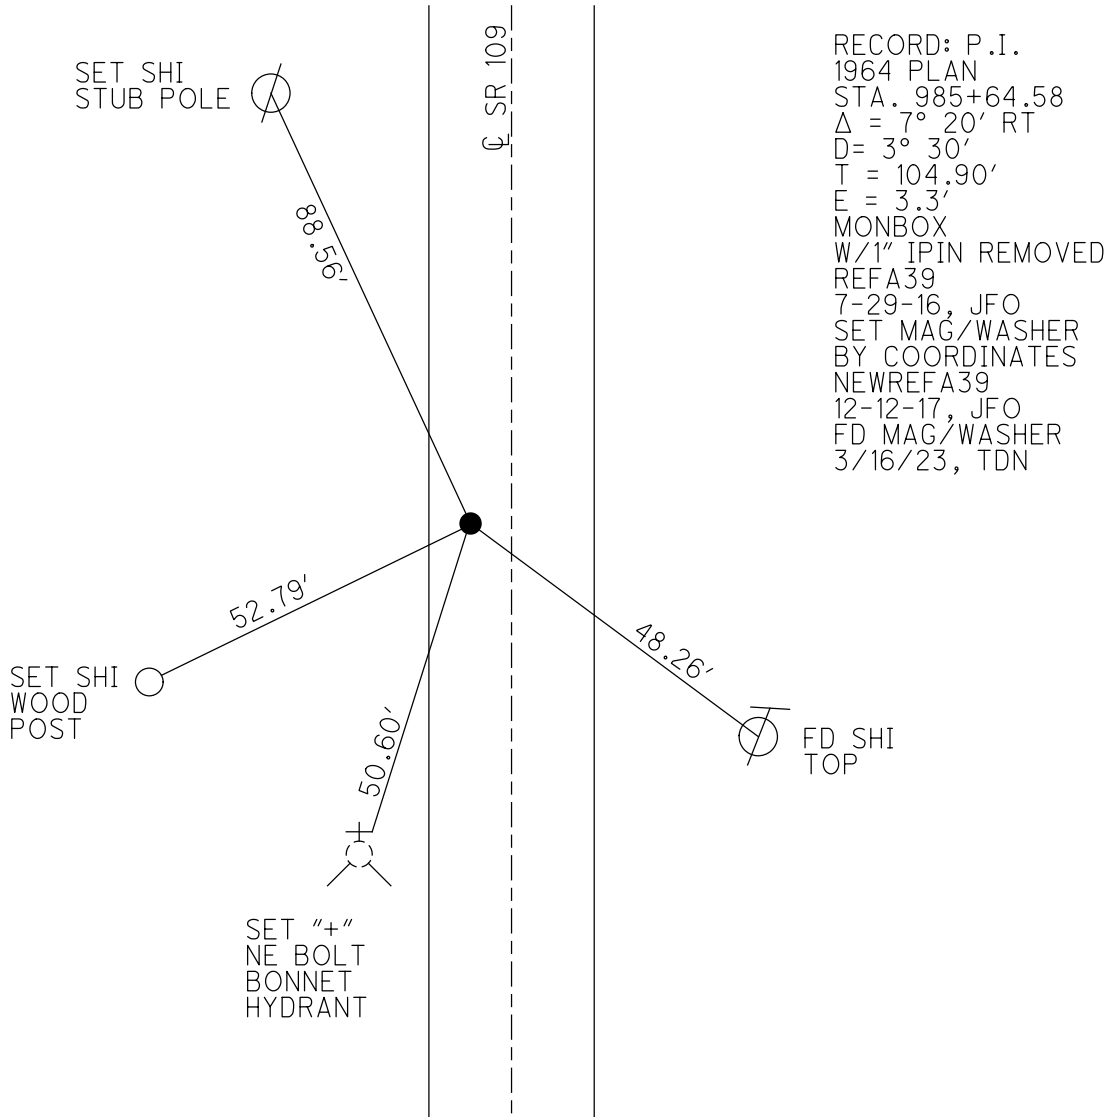 SET SHI
STUB POLE
℄ SR 109
RECORD: P.I.
1964 PLAN
STA. 985+64.58
Δ = 7° 20' RT
D= 3° 30'
T = 104.90'
E = 3.3'
MONBOX
W/1" IPIN REMOVED
REFA39
7-29-16, JFO
SET MAG/WASHER
BY COORDINATES
NEWREFA39
12-12-17, JFO
FD MAG/WASHER
3/16/23, TDN
88.56'
52.79'
48.26'
50.60'
SET SHI
WOOD
POST
FD SHI
TOP
SET "+"
NE BOLT
BONNET
HYDRANT